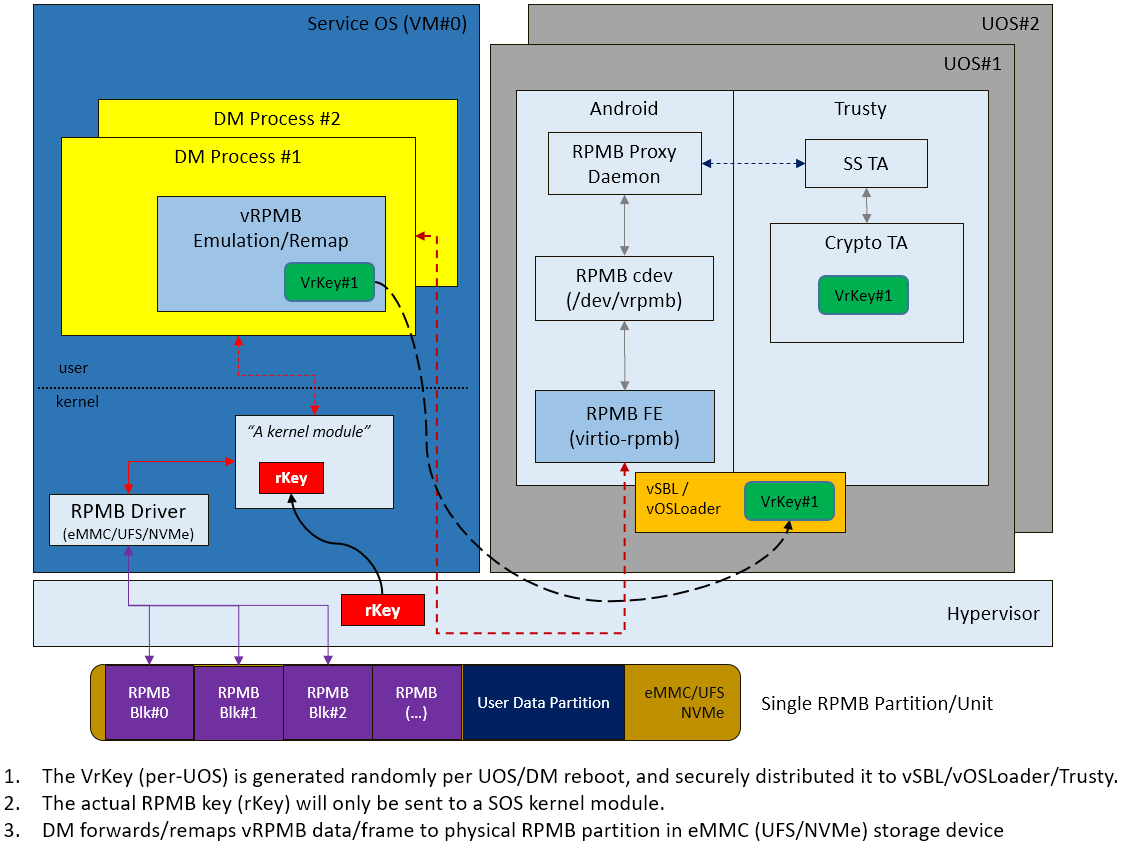 Service OS (VM#0)
DM Process #2
DM Process #1
vRPMB
Emulation/Remap
VrKey#1
user
kernel
“A kernel module”
rKey
RPMB Driver
(eMMC/UFS/NVMe)
UOS#2
UOS#1
Android
Trusty
RPMB Proxy
Daemon
SS TA
RPMB cdev
(/dev/vrpmb)
Crypto TA
VrKey#1
RPMB FE
(virtio-rpmb)
vSBL /
vOSLoader
VrKey#1
rKey
Hypervisor
RPMB
Blk#0
RPMB
Blk#1
RPMB
Blk#2
RPMB
(...)
User Data Partition
eMMC/UFS
NVMe
Single RPMB Partition/Unit
1. The VrKey (per-UOS) is generated randomly per UOS/DM reboot, and securely distributed it to vSBL/vOSLoader/Trusty.
2. The actual RPMB key (rKey) will only be sent to a SOS kernel module.
3. DM forwards/remaps vRPMB data/frame to physical RPMB partition in eMMC (UFS/NVMe) storage device